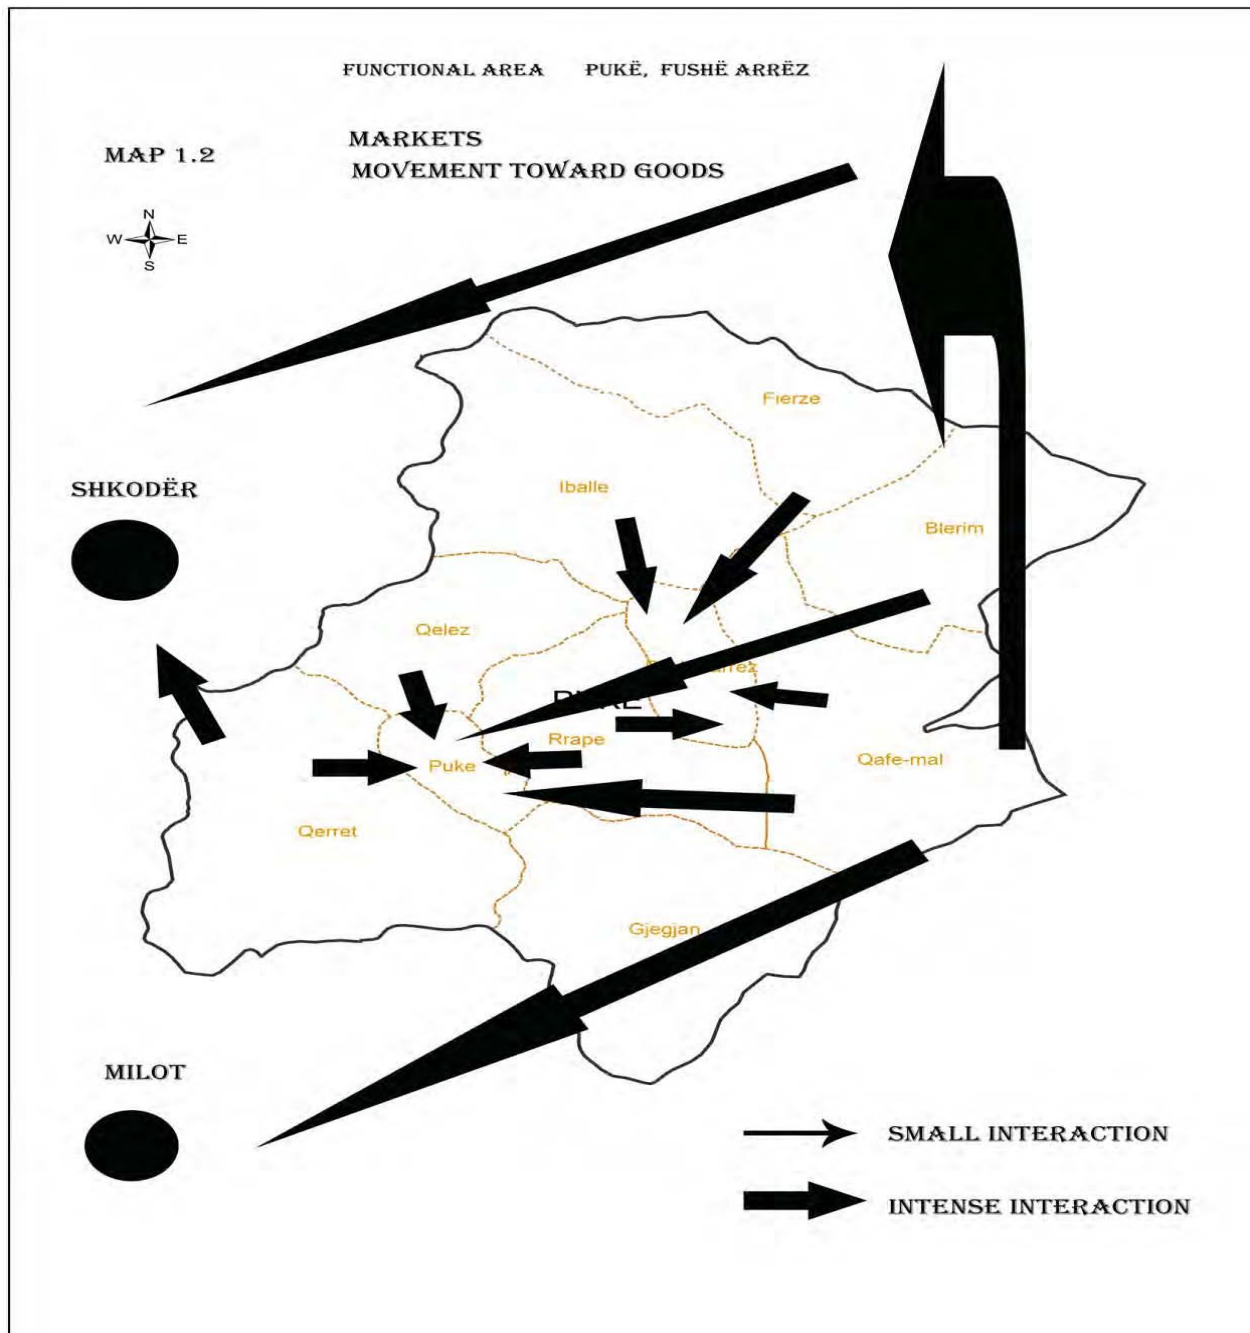 FUNCTIONAL AREA PUKË, FUSHË ARRËZ
MAP 1.2
MARKETS
MOVEMENT TOWARD GOODS
N
W E
S
Fierze
SHKODËR
Iballe
Blerim
Qelez
Rrape
Puke
Qafe-mal
Qerret
Gjegjan
MILOT
SMALL INTERACTION
INTENSE INTERACTION